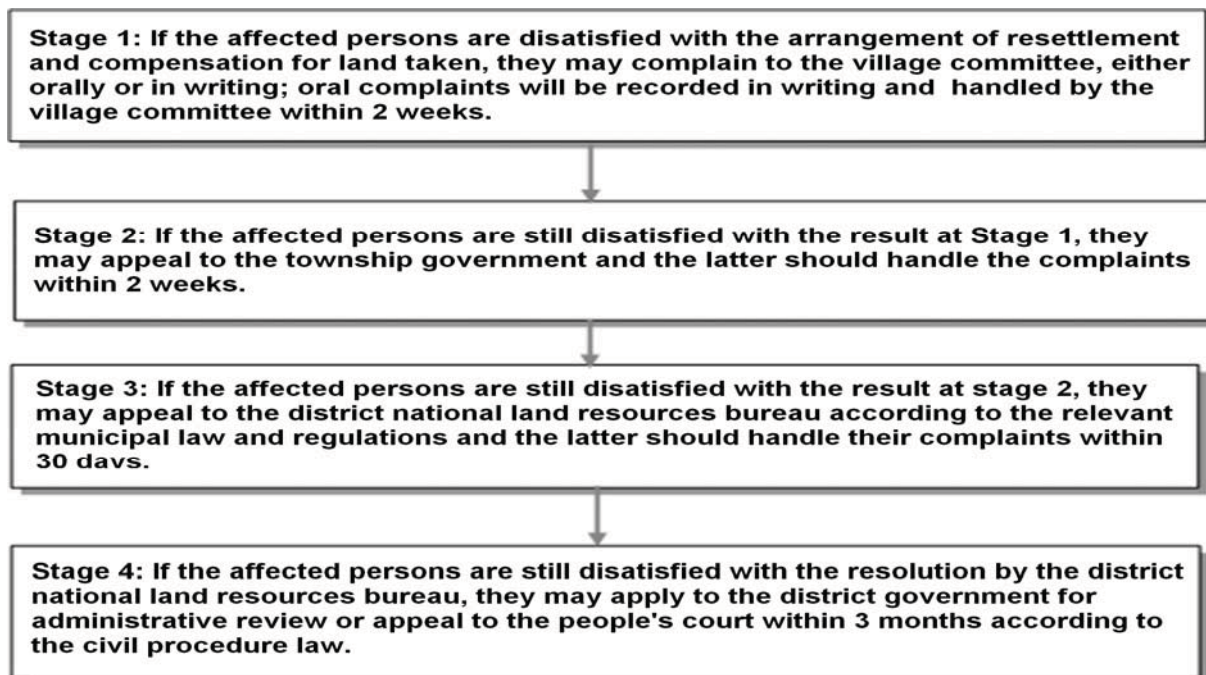 Stage 1: If the affected persons are disatisfied with the arrangement of resettlement
and compensation for land taken, they may complain to the village committee, either
orally or in writing; oral complaints will be recorded in writing and handled by the
village committee within 2 weeks.
Stage 2: If the affected persons are still disatisfied with the result at Stage 1, they
may appeal to the township government and the latter should handle the complaints
within 2 weeks.
Stage 3: If the affected persons are still disatisfied with the result at stage 2, they
may appeal to the district national land resources bureau according to the relevant
municipal law and regulations and the latter should handle their complaints within
30 days.
Stage 4: If the affected persons are still disatisfied with the resolution by the district
national land resources bureau, they may apply to the district government for
administrative review or appeal to the people's court within 3 months according to
the civil procedure law.